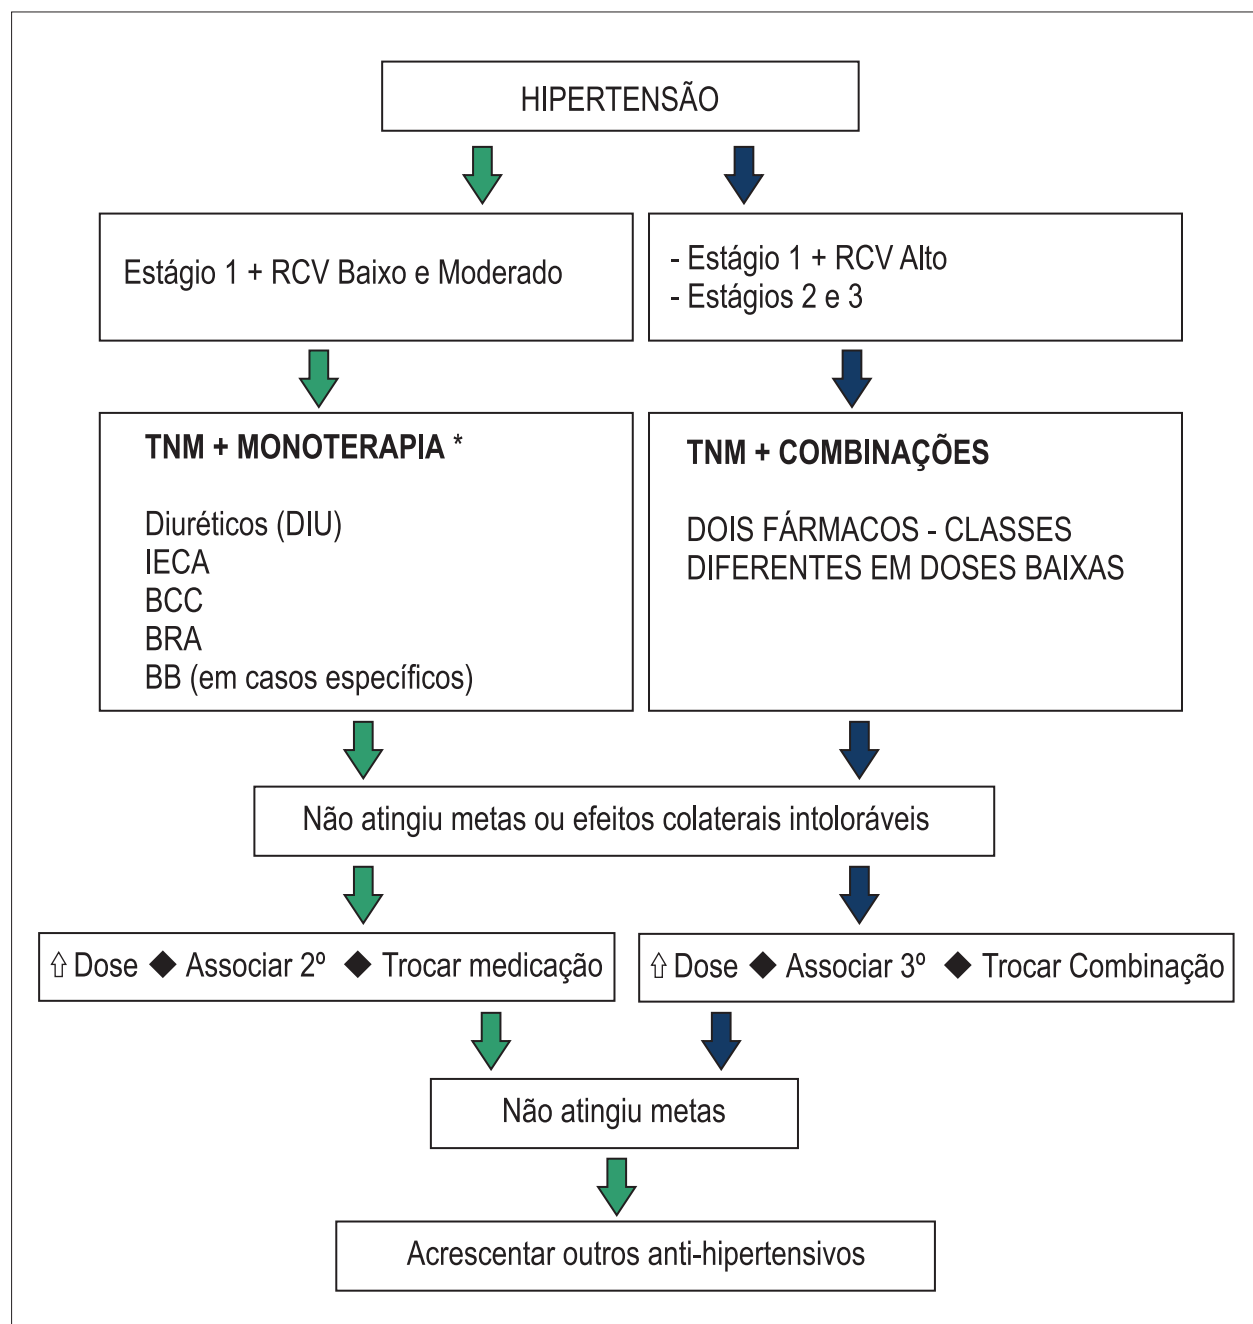 HIPERTENSÃO
Estágio 1 + RCV Baixo e Moderado
- Estágio 1 + RCV Alto
- Estágios 2 e 3
TNM + MONOTERAPIA *
Diuréticos (DIU)
IECA
BCC
BRA
BB (em casos específicos)
TNM + COMBINAÇÕES
DOIS FÁRMACOS - CLASSES
DIFERENTES EM DOSES BAIXAS
Não atingiu metas ou efeitos colaterais intoloráveis
⇧ Dose ◆ Associar 2º ◆ Trocar medicação
⇧ Dose ◆ Associar 3º ◆ Trocar Combinação
Não atingiu metas
Acrescentar outros anti-hipertensivos